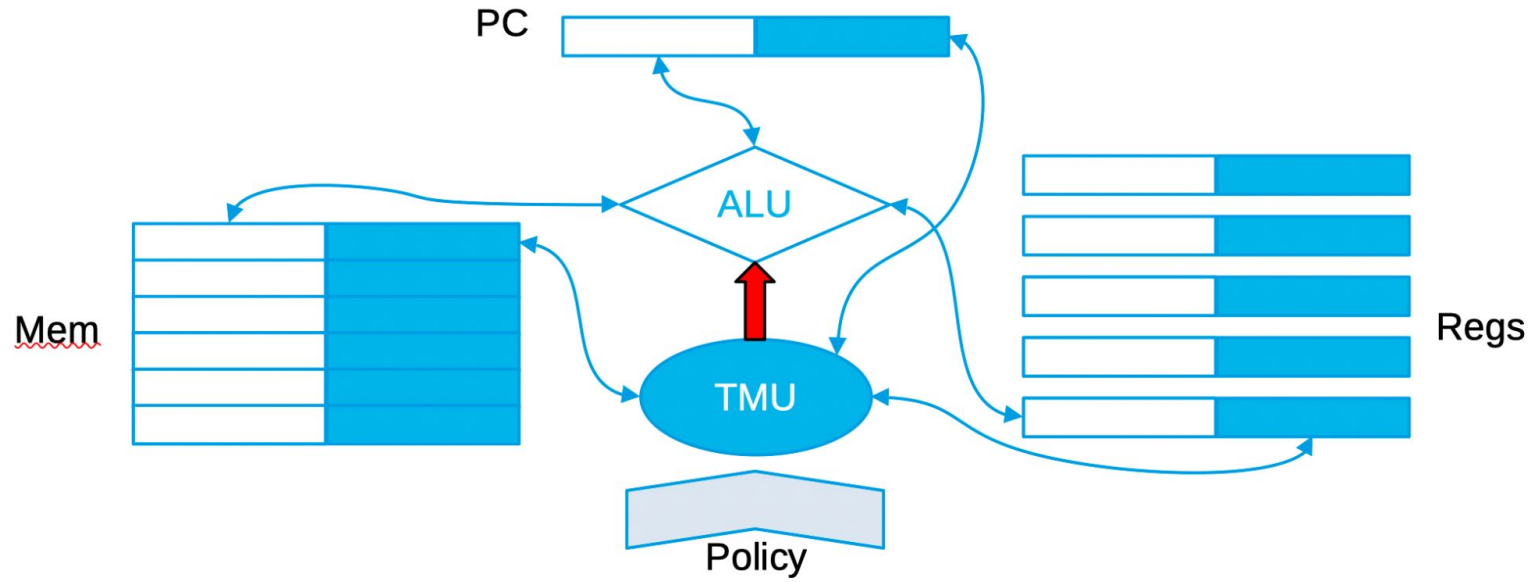 PC
ALU
Mem
Regs
TMU
Policy